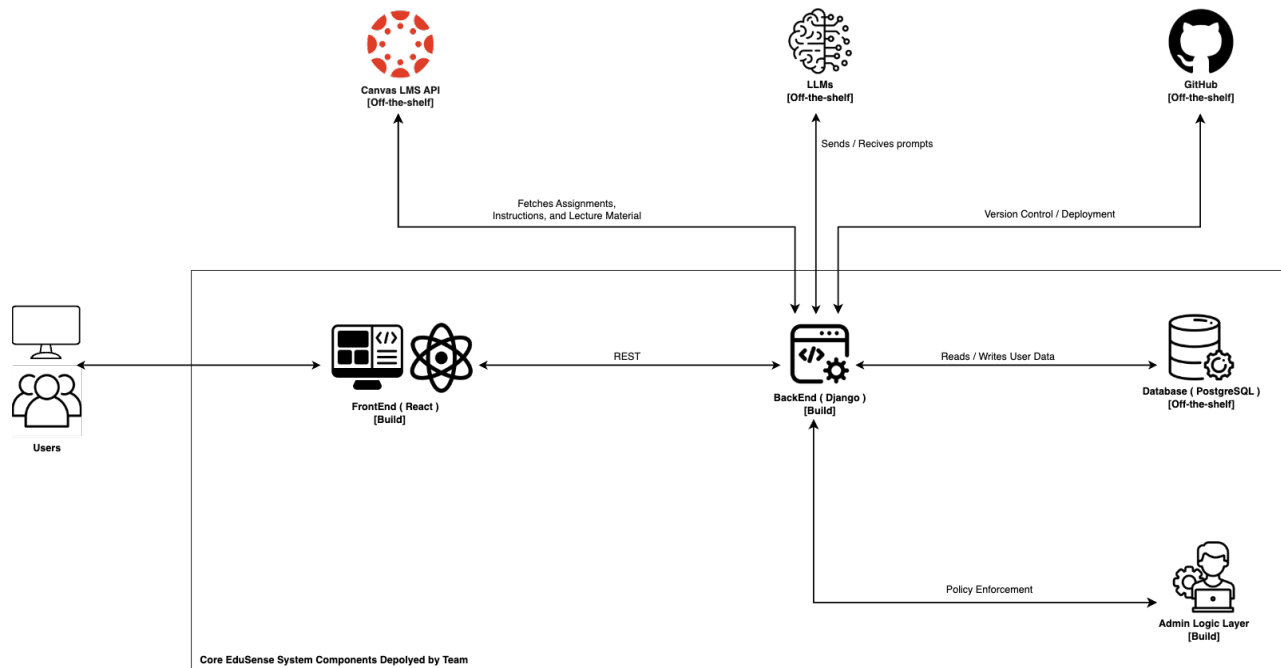 Canvas LMS API
[Off-the-shelf]
LLMs
[Off-the-shelf]
GitHub
[Off-the-shelf]
Sends / Recives prompts
Fetches Assignments,
Instructions, and Lecture Material
Version Control / Deployment
Users
FrontEnd ( React )
[Build]
REST
BackEnd ( Django )
[Build]
Reads / Writes User Data
Database ( PostgreSQL )
[Off-the-shelf]
Policy Enforcement
Admin Logic Layer
[Build]
Core EduSense System Components Depolyed by Team